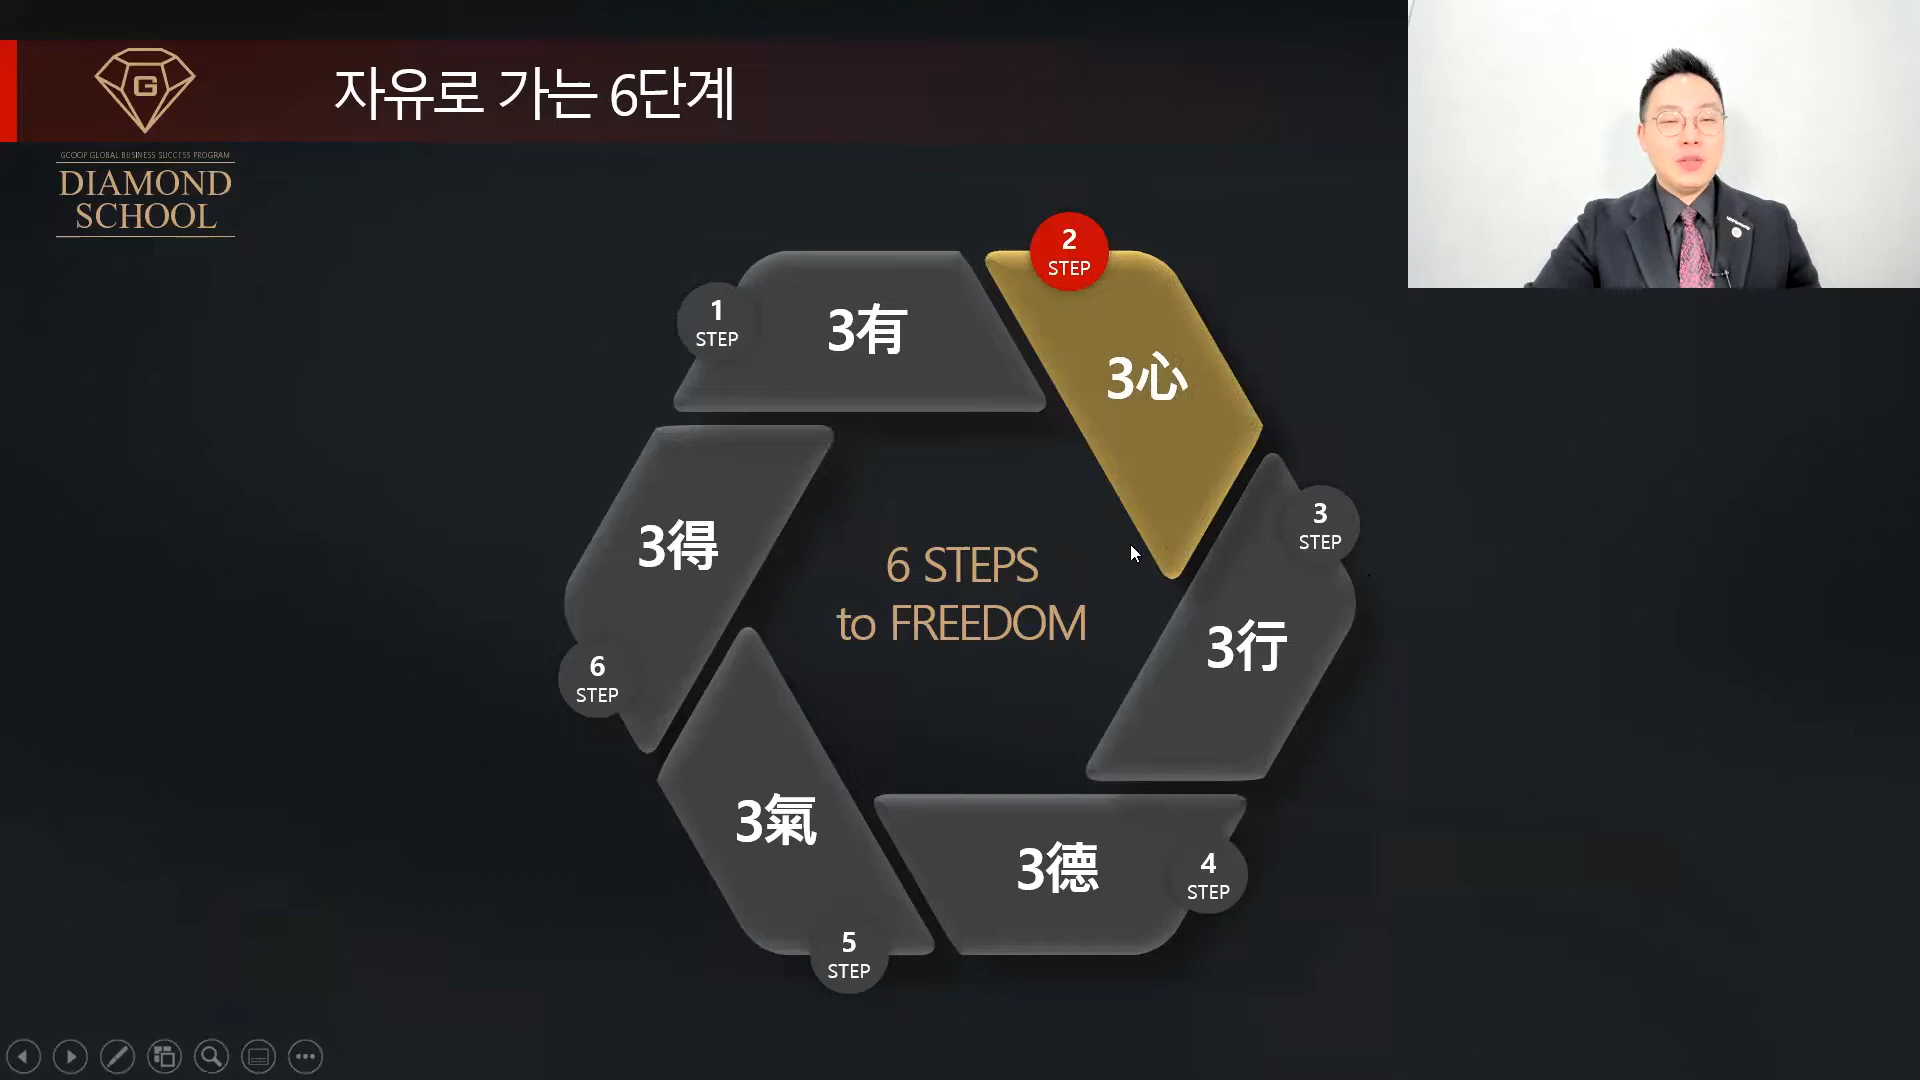 자유로 가는 6단계
G
GCOOP GLOBAL BUSINESS SUCCESS PROGRAM
DIAMOND
SCHOOL
1
STEP
3有
2
STEP
3心
3
STEP
3行
4
STEP
3德
5
STEP
3氣
6
STEP
3得
6 STEPS
to FREEDOM